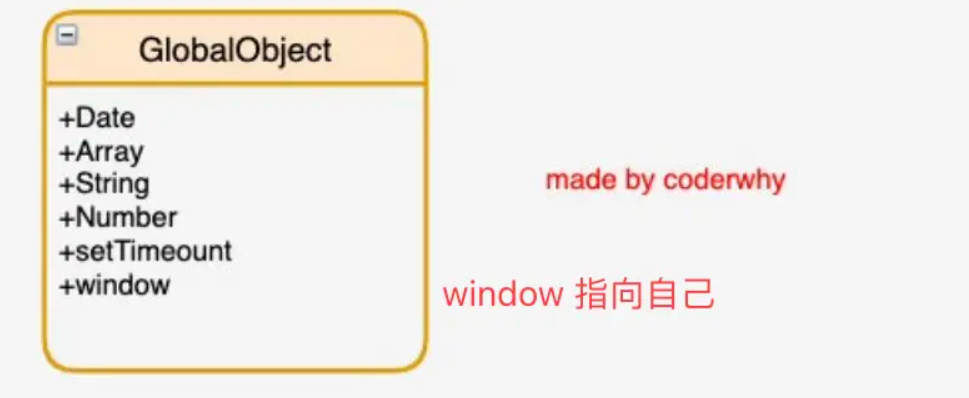 GlobalObject
+Date
+Array
+String
+Number
+setTimeount
+window
made by coderwhy
window 指向自己